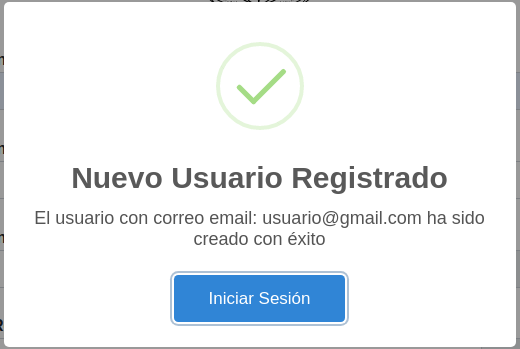 Nuevo Usuario Registrado
El usuario con correo email: usuario@gmail.com ha sido
creado con éxito
Iniciar Sesión